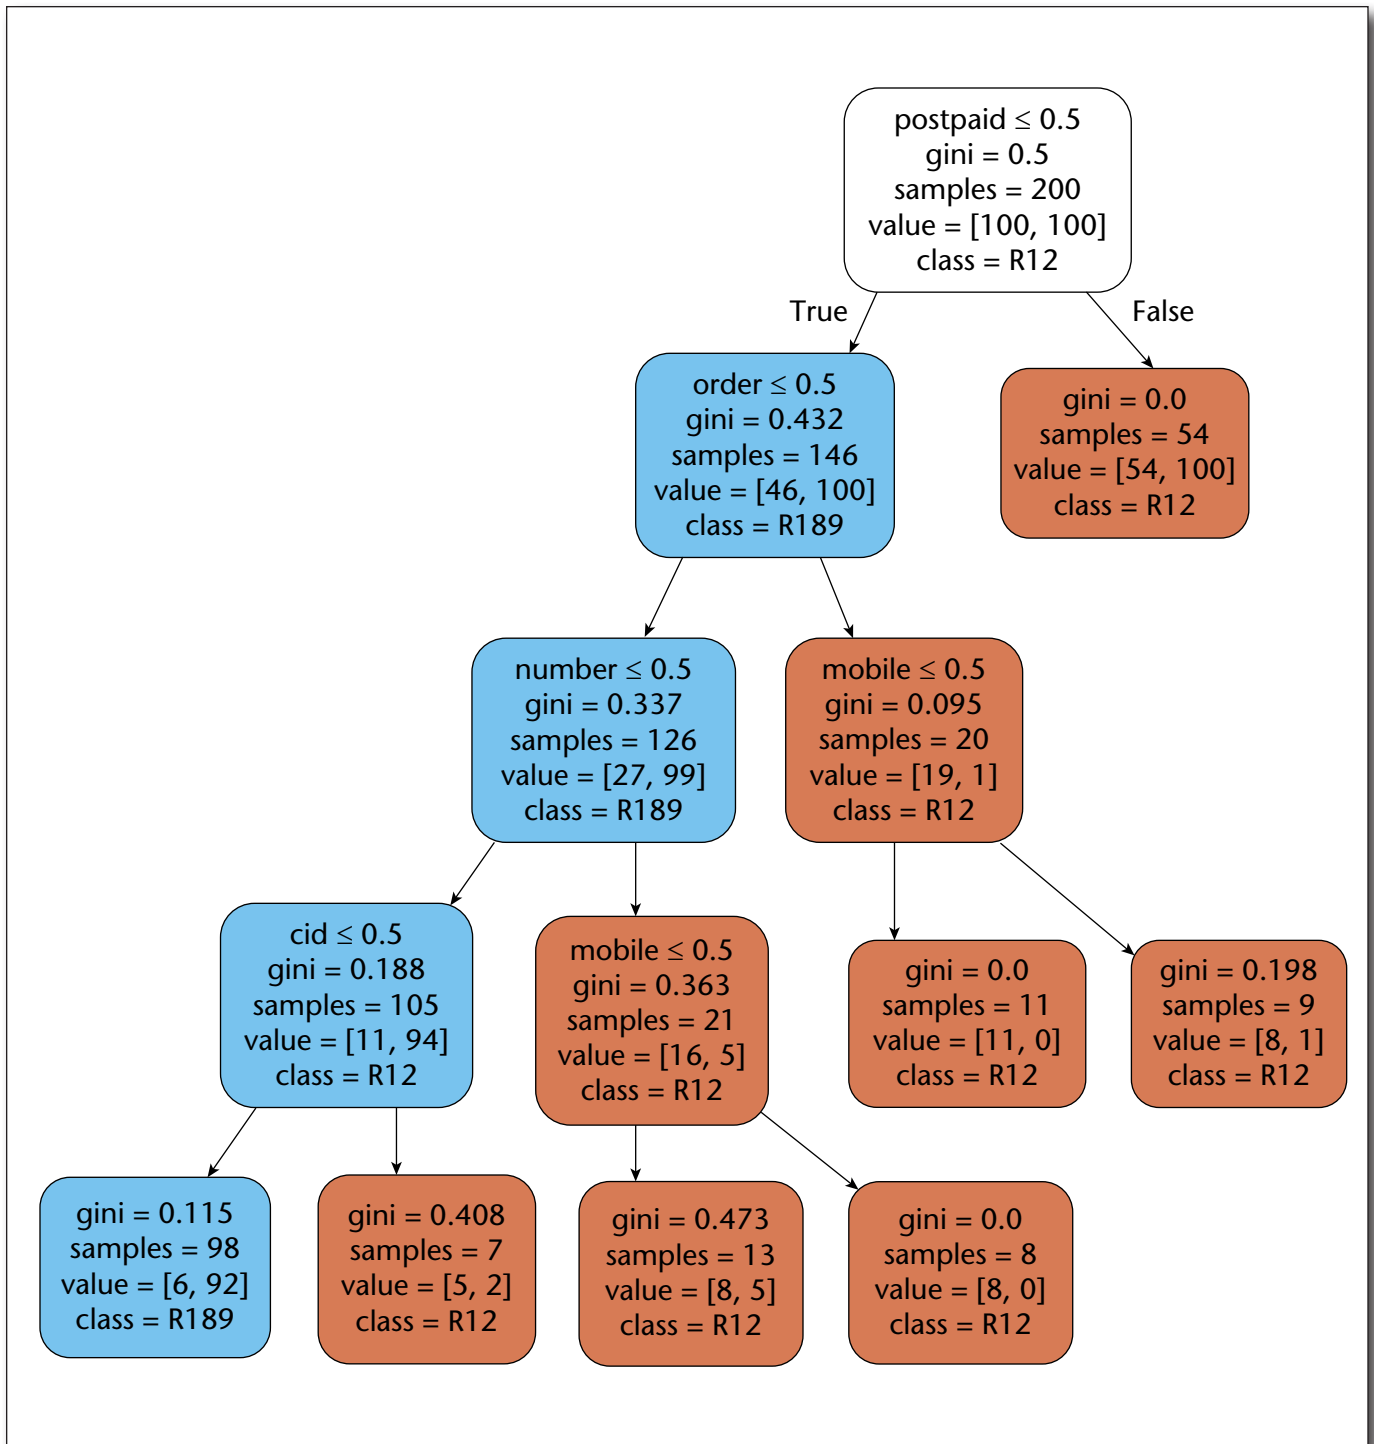 postpaid ≤ 0.5
gini = 0.5
samples = 200
value = [100, 100]
class = R12
True
False
order ≤ 0.5
gini = 0.432
samples = 146
value = [46, 100]
class = R189
gini = 0.0
samples = 54
value = [54, 100]
class = R12
number ≤ 0.5
gini = 0.337
samples = 126
value = [27, 99]
class = R189
mobile ≤ 0.5
gini = 0.095
samples = 20
value = [19, 1]
class = R12
cid ≤ 0.5
gini = 0.188
samples = 105
value = [11, 94]
class = R12
mobile ≤ 0.5
gini = 0.363
samples = 21
value = [16, 5]
class = R12
gini = 0.0
samples = 11
value = [11, 0]
class = R12
gini = 0.198
samples = 9
value = [8, 1]
class = R12
gini = 0.115
samples = 98
value = [6, 92]
class = R189
gini = 0.408
samples = 7
value = [5, 2]
class = R12
gini = 0.473
samples = 13
value = [8, 5]
class = R12
gini = 0.0
samples = 8
value = [8, 0]
class = R12